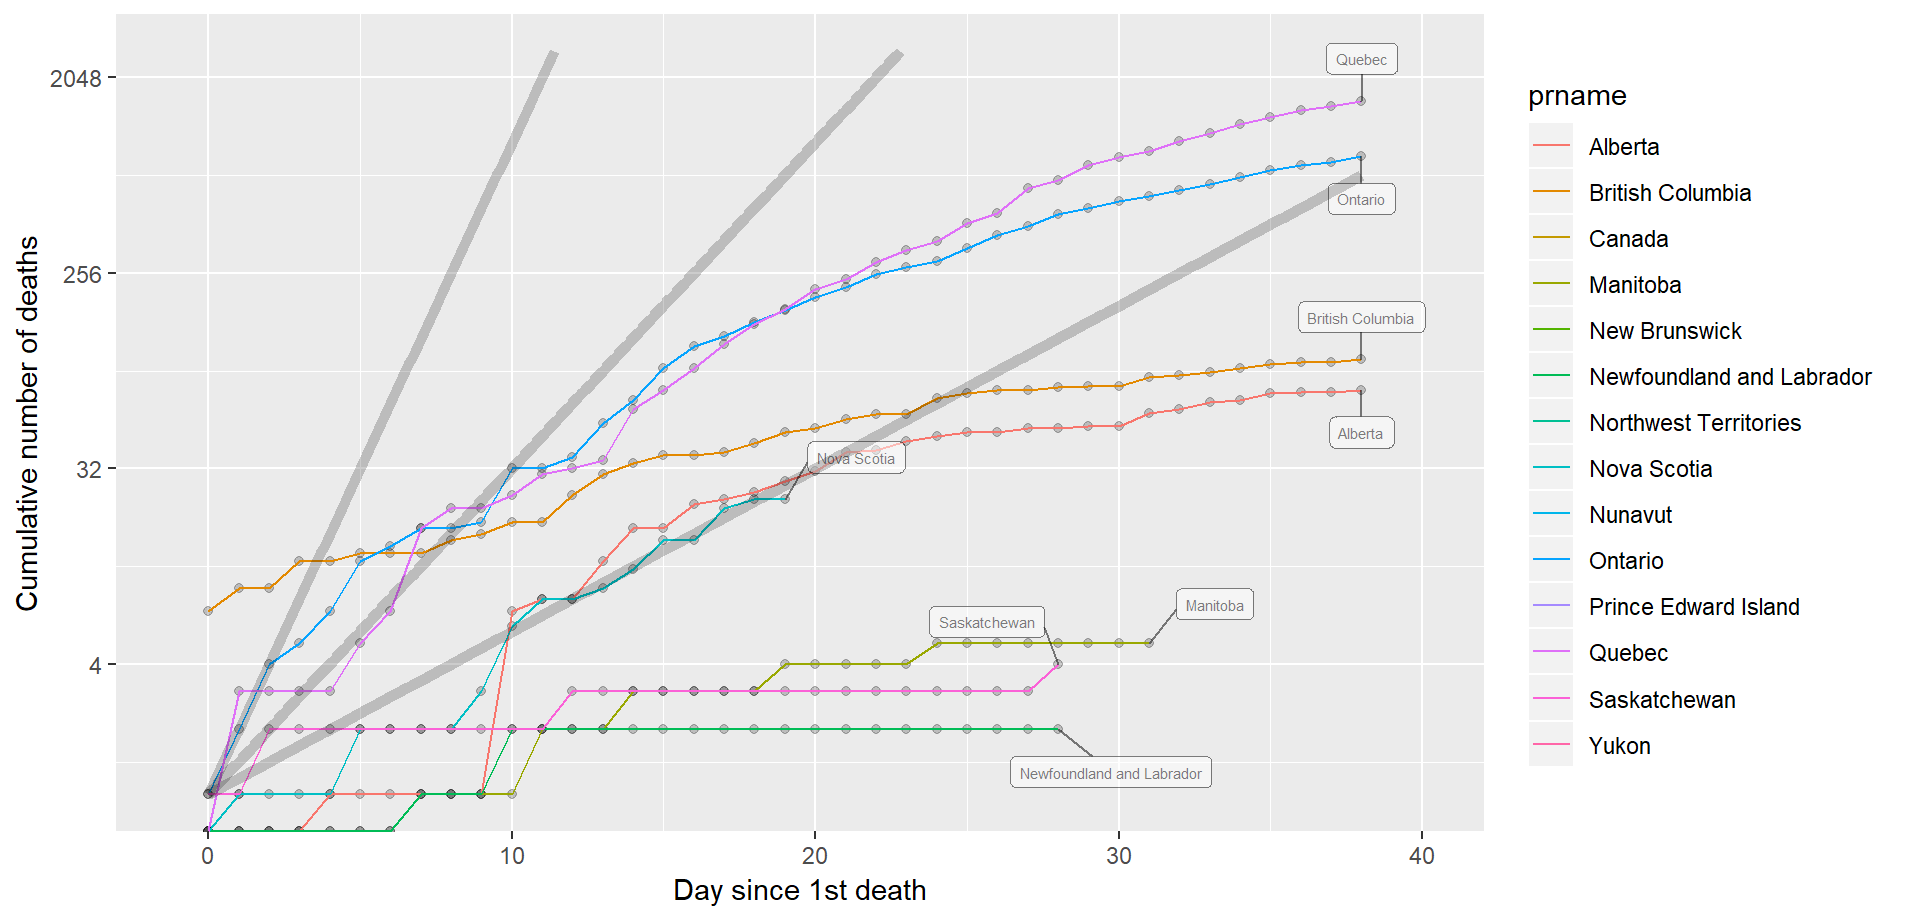 Cumulative number of deaths
2048
256
32
4
0
10
20
30
40
Day since 1st death
Quebec
Ontario
British Columbia
Alberta
Nova Scotia
Manitoba
Saskatchewan
Newfoundland and Labrador
prname
Alberta
British Columbia
Canada
Manitoba
New Brunswick
Newfoundland and Labrador
Northwest Territories
Nova Scotia
Nunavut
Ontario
Prince Edward Island
Quebec
Saskatchewan
Yukon